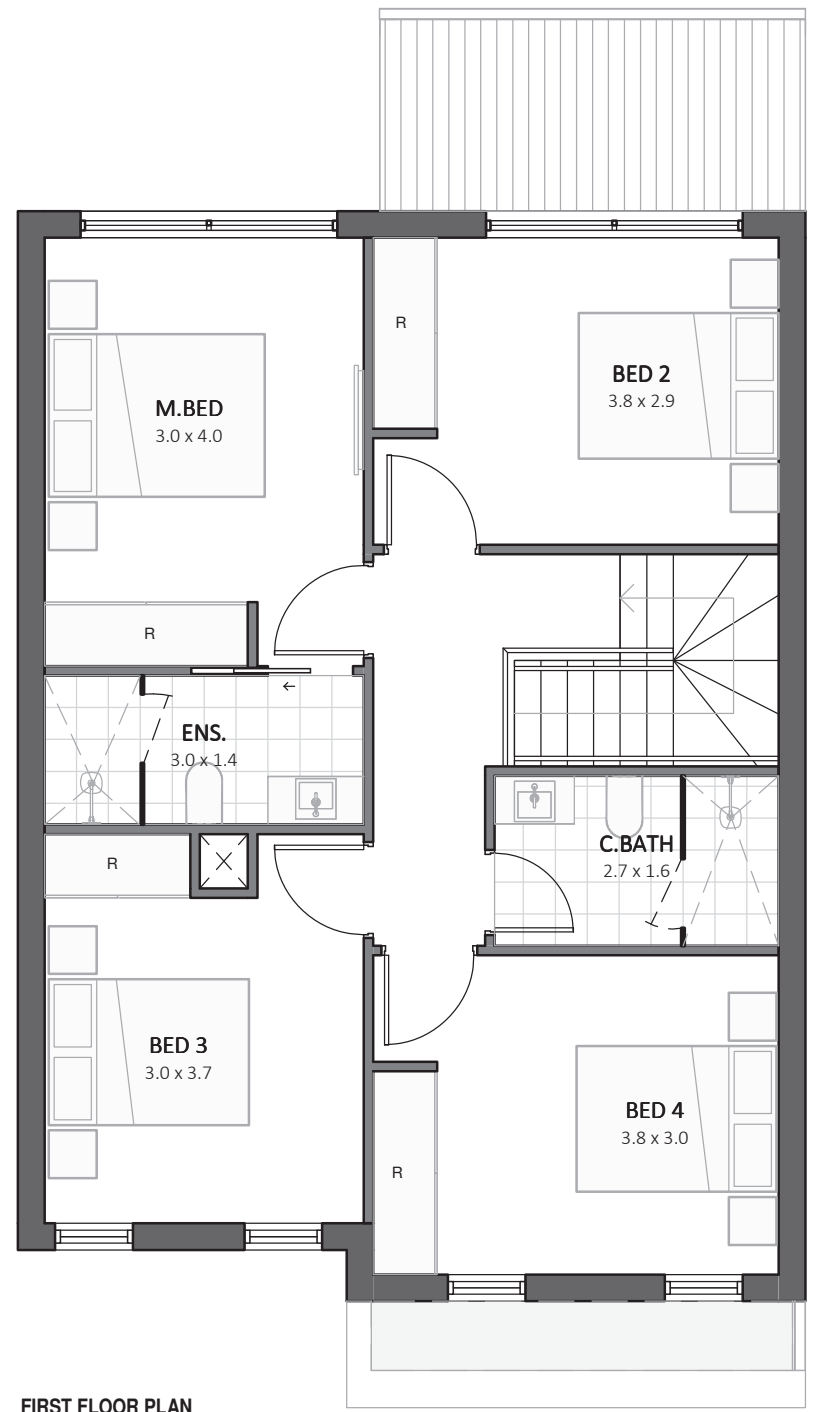 R
BED 2
3.8 x 2.9
M.BED
3.0 x 4.0
R
ENS.
3.0 x 1.4
C.BATH
2.7 x 1.6
R
BED 3
3.0 x 3.7
BED 4
3.8 x 3.0
R
FIRST FLOOR PLAN